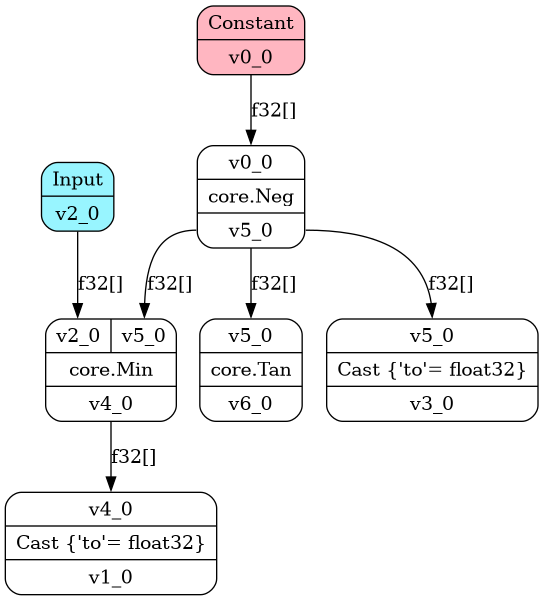 Constant
v0_0
f32[]
v0_0
core.Neg
v5_0
Input
v2_0
f32[]
f32[]
f32[]
f32[]
v2_0 v5_0
core.Min
v4_0
v5_0
core.Tan
v6_0
v5_0
Cast {'to'= float32}
v3_0
f32[]
v4_0
Cast {'to'= float32}
v1_0